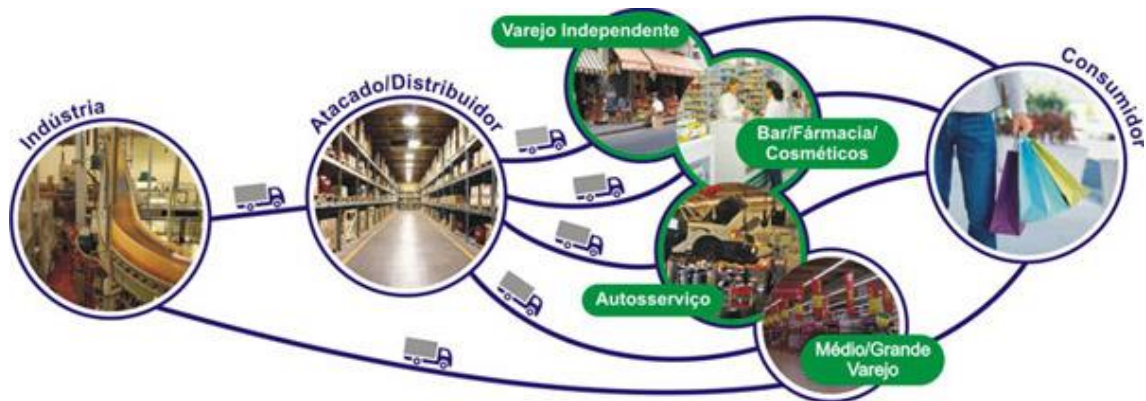 Indústria
Atacado/Distribuidor
Varejo Independente
Bar/Fármacia/
Cosméticos
Autosserviço
Médio/Grande
Varejo
Consumidor